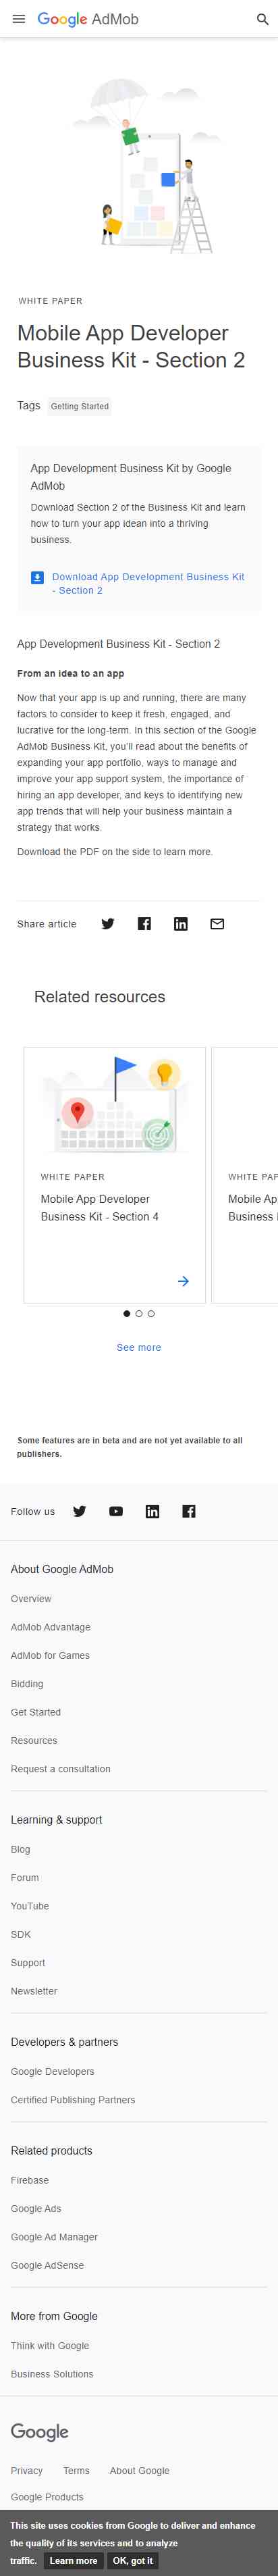 Google AdMob
WHITE PAPER
Mobile App Developer
Business Kit - Section 2
Tags Getting Started
App Development Business Kit by Google
AdMob
Download Section 2 of the Business Kit and learn
how to turn your app idea into a thriving
business.
Download App Development Business Kit
- Section 2
App Development Business Kit - Section 2
From an idea to an app
Now that your app is up and running, there are many
factors to consider to keep it fresh, engaged, and
lucrative for the long-term. In this section of the Google
AdMob Business Kit, you'll read about the benefits of
expanding your app portfolio, ways to manage and
improve your app support system, the importance of
hiring an app developer, and keys to identifying new
app trends that will help your business maintain a
strategy that works.
Download the PDF on the side to learn more.
Share article
Related resources
WHITE PAPER
Mobile App Developer
Business Kit - Section 4
WHITE PAP
Mobile Ap
Business
See more
Some features are in beta and are not yet available to all
publishers.
Follow us
About Google AdMob
Overview
AdMob Advantage
AdMob for Games
Bidding
Get Started
Resources
Request a consultation
Learning & support
Blog
Forum
YouTube
SDK
Support
Newsletter
Developers & partners
Google Developers
Certified Publishing Partners
Related products
Firebase
Google Ads
Google Ad Manager
Google AdSense
More from Google
Think with Google
Business Solutions
Google
Privacy Terms About Google
Google Products
This site uses cookies from Google to deliver and enhance
the quality of its services and to analyze
traffic. Learn more OK, got it